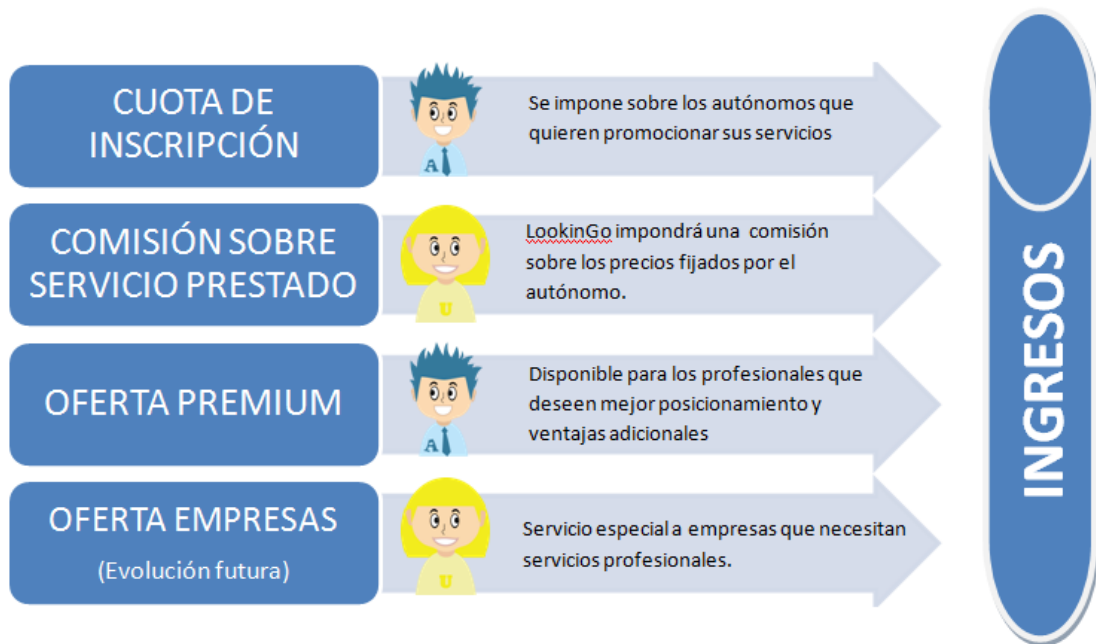 CUOTA DE
INSCRIPCIÓN
A
Se impone sobre los autónomos que
quieren promocionar sus servicios
COMISIÓN SOBRE
SERVICIO PRESTADO
U
LookinGo impondrá una comisión
sobre los precios fijados por el
autónomo.
OFERTA PREMIUM
A
Disponible para los profesionales que
deseen mejor posicionamiento y
ventajas adicionales
OFERTA EMPRESAS
(Evolución futura)
U
Servicio especial a empresas que necesitan
servicios profesionales.
INGRESOS